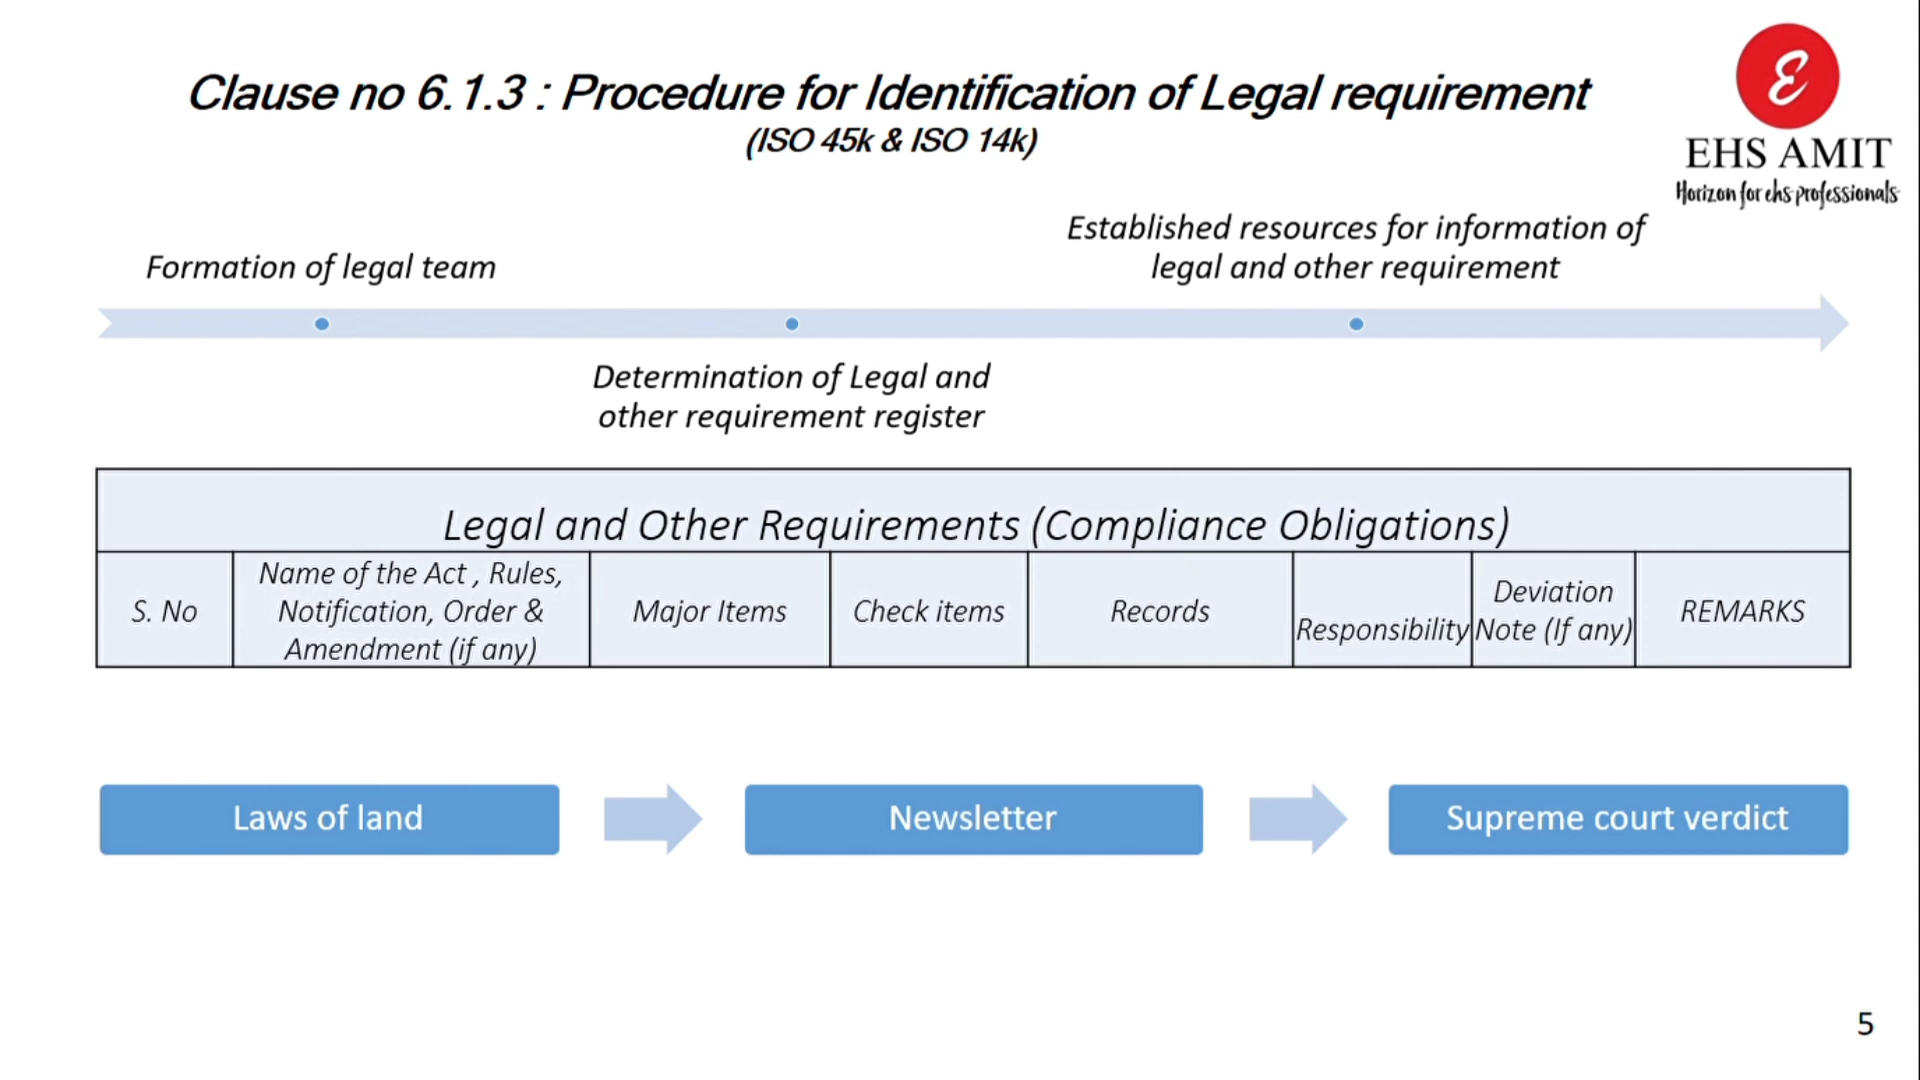 Clause no 6.1.3 : Procedure for Identification of Legal requirement
(ISO 45k & ISO 14k)
EHS AMIT
Horizon for ehs professionals
Formation of legal team
Established resources for information of
legal and other requirement
Determination of Legal and
other requirement register
Legal and Other Requirements (Compliance Obligations)
S. No
Name of the Act , Rules,
Notification, Order &
Amendment (if any)
Major Items
Check items
Records
Responsibility
Deviation
Note (If any)
REMARKS
Laws of land
Newsletter
Supreme court verdict
5